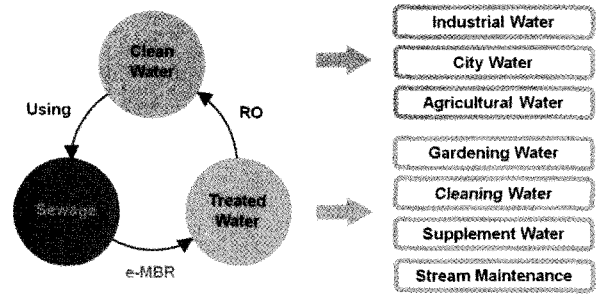 Clean
Water
Using
RO
Sewage
Treated
Water
e-MBR
Industrial Water
City Water
Agricultural Water
Gardening Water
Cleaning Water
Supplement Water
Stream Maintenance